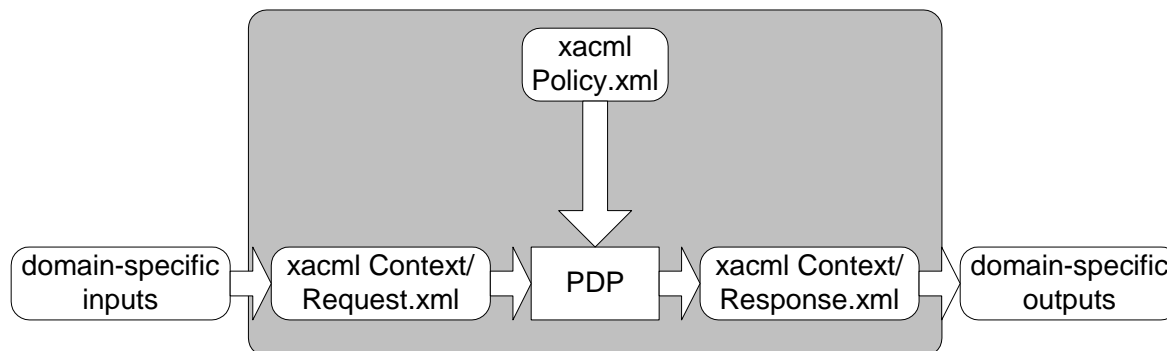 xacml
Policy.xml
domain-specific
inputs
xacml Context/
Request.xml
PDP
xacml Context/
Response.xml
domain-specific
outputs